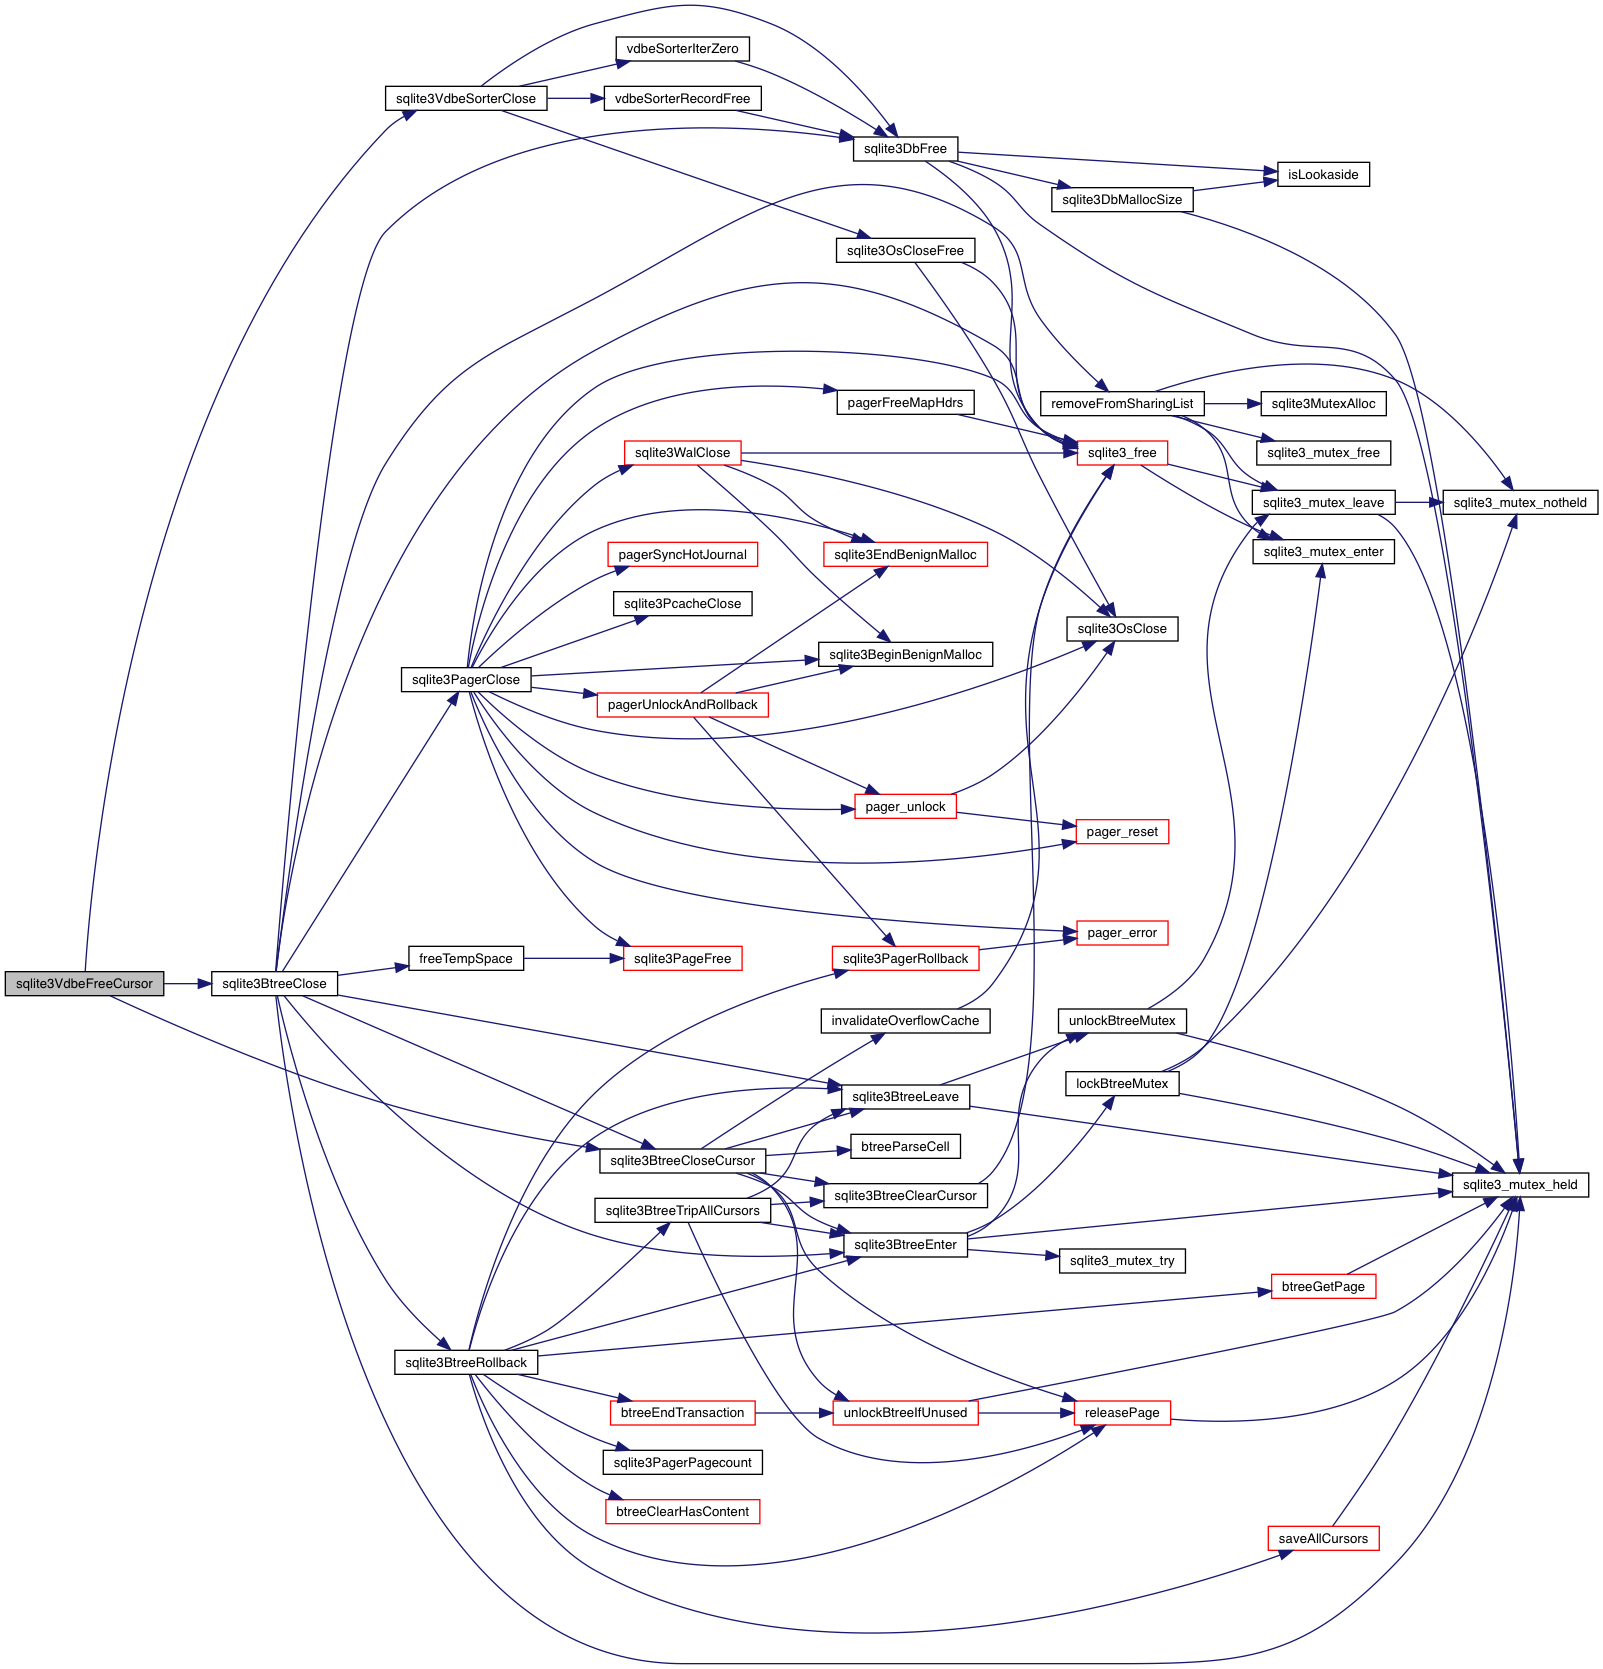 vdbeSorterIterZero
sqlite3VdbeSorterClose
vdbeSorterRecordFree
sqlite3DbFree
isLookaside
sqlite3DbMallocSize
sqlite3OsCloseFree
pagerFreeMapHdrs
removeFromSharingList
sqlite3MutexAlloc
sqlite3WalClose
sqlite3_free
sqlite3_mutex_free
sqlite3_mutex_leave
sqlite3_mutex_notheld
pagerSyncHotJournal
sqlite3EndBenignMalloc
sqlite3_mutex_enter
sqlite3PcacheClose
sqlite3OsClose
sqlite3BeginBenignMalloc
sqlite3PagerClose
pagerUnlockAndRollback
pager_unlock
pager_reset
pager_error
freeTempSpace
sqlite3PageFree
sqlite3PagerRollback
sqlite3VdbeFreeCursor
sqlite3BtreeClose
invalidateOverflowCache
unlockBtreeMutex
lockBtreeMutex
sqlite3BtreeLeave
btreeParseCell
sqlite3BtreeCloseCursor
sqlite3_mutex_held
sqlite3BtreeClearCursor
sqlite3BtreeTripAllCursors
sqlite3BtreeEnter
sqlite3_mutex_try
btreeGetPage
sqlite3BtreeRollback
btreeEndTransaction
unlockBtreeIfUnused
releasePage
sqlite3PagerPagecount
btreeClearHasContent
saveAllCursors